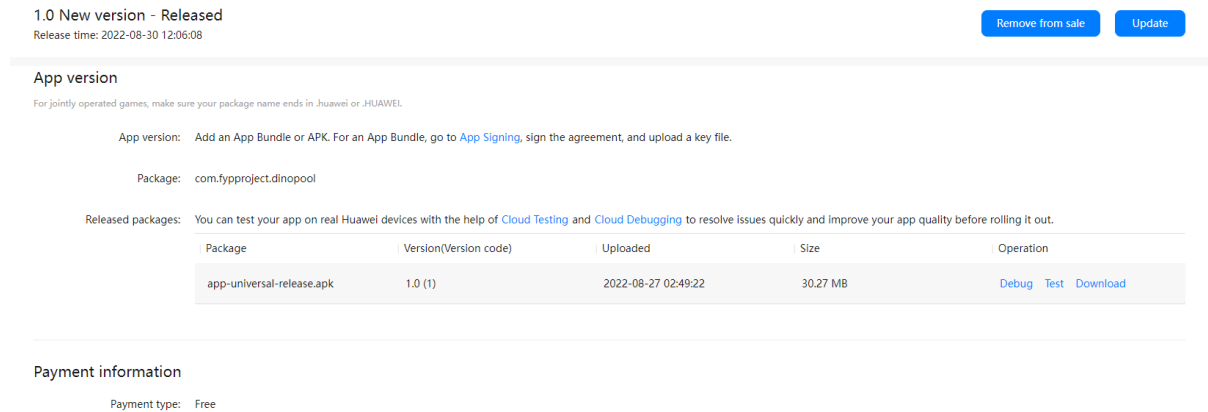 1.0 New version - Released
Release time: 2022-08-30 12:06:08
Remove from sale
Update
App version
For jointly operated games, make sure your package name ends in .huawei or .HUAWEI.
App version: Add an App Bundle or APK. For an App Bundle, go to App Signing, sign the agreement, and upload a key file.
Package: com.fypproject.dinopool
Released packages: You can test your app on real Huawei devices with the help of Cloud Testing and Cloud Debugging to resolve issues quickly and improve your app quality before rolling it out.
Package Version(Version code) Uploaded Size Operation
app-universal-release.apk 1.0 (1) 2022-08-27 02:49:22 30.27 MB Debug Test Download
Payment information
Payment type: Free